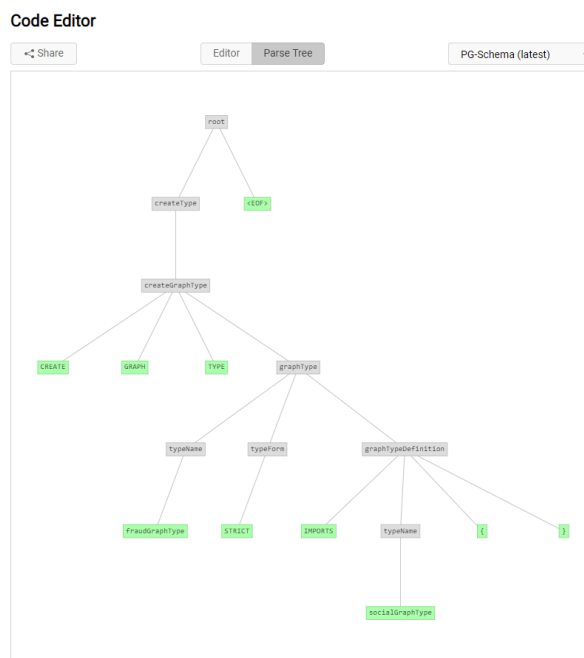 Code Editor
Share Editor Parse Tree PG-Schema (latest)
root
createType <EOF>
createGraphType
CREATE GRAPH TYPE graphType
typeName typeForm graphTypeDefinition
fraudGraphType STRICT IMPORTS typeName { }
socialGraphType